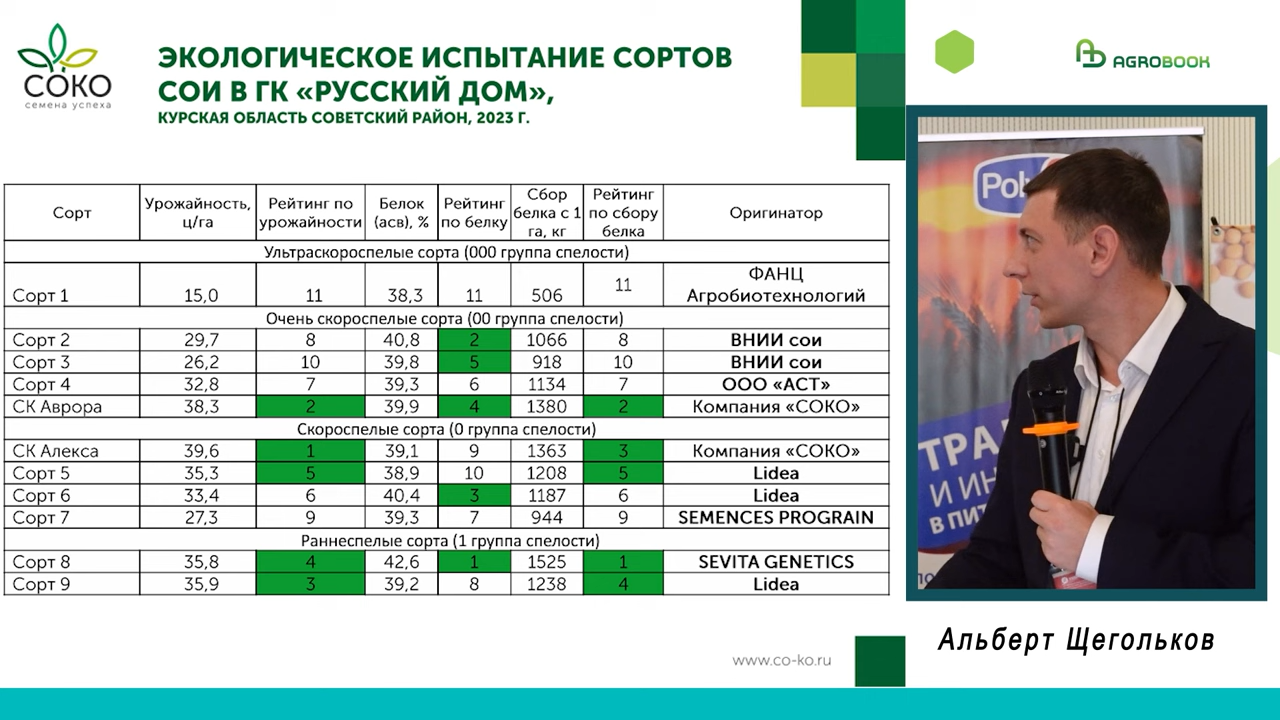 СОКО
семена успеха
ЭКОЛОГИЧЕСКОЕ ИСПЫТАНИЕ СОРТОВ
СОИ В ГК «РУССКИЙ ДОМ»,
КУРСКАЯ ОБЛАСТЬ СОВЕТСКИЙ РАЙОН, 2023 Г.
AGROBOOK
Сорт Урожайность, ц/га Рейтинг по урожайности Белок (асв), % Рейтинг по белку Сбор белка с 1 га, кг Рейтинг по сбору белка Оригинатор
Ультраскороспелые сорта (000 группа спелости)
Сорт 1 15,0 11 38,3 11 506 11 ФАНЦ Агробиотехнологий
Очень скороспелые сорта (00 группа спелости)
Сорт 2 29,7 8 40,8 2 1066 8 ВНИИ сои
Сорт 3 26,2 10 39,8 5 918 10 ВНИИ сои
Сорт 4 32,8 7 39,3 6 1134 7 ООО «АСТ»
СК Аврора 38,3 2 39,9 4 1380 2 Компания «СОКО»
Скороспелые сорта (0 группа спелости)
СК Алекса 39,6 1 39,1 9 1363 3 Компания «СОКО»
Сорт 5 35,3 5 38,9 10 1208 5 Lidea
Сорт 6 33,4 6 40,4 3 1187 6 Lidea
Сорт 7 27,3 9 39,3 7 944 9 SEMENCES PROGRAIN
Раннеспелые сорта (1 группа спелости)
Сорт 8 35,8 4 42,6 1 1525 1 SEVITA GENETICS
Сорт 9 35,9 3 39,2 8 1238 4 Lidea
www.co-ko.ru
Альберт Щегольков